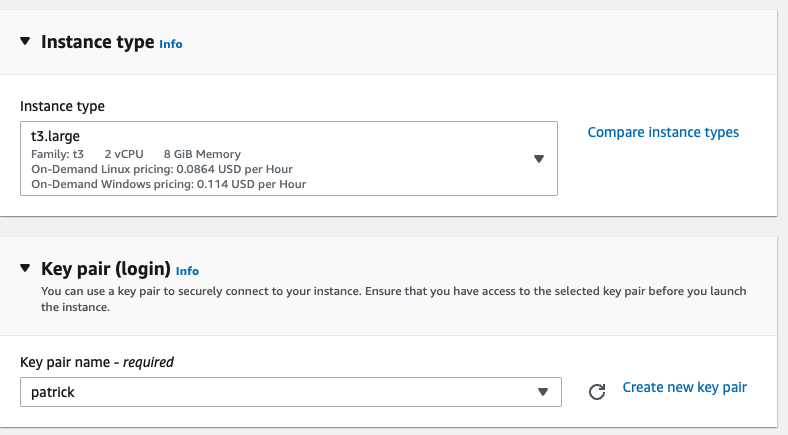 Instance type Info
Instance type
t3.large
Family: t3 2 vCPU 8 GiB Memory
On-Demand Linux pricing: 0.0864 USD per Hour
On-Demand Windows pricing: 0.114 USD per Hour
Compare instance types
Key pair (login) Info
You can use a key pair to securely connect to your instance. Ensure that you have access to the selected key pair before you launch
the instance.
Key pair name - required
patrick
Create new key pair